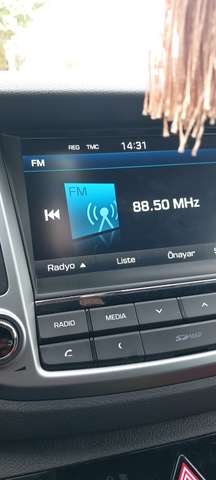 REG TMC 14:31
FM
FM
88.50 MHz
Radyo ▲ Liste Önayar
RADIO MEDIA